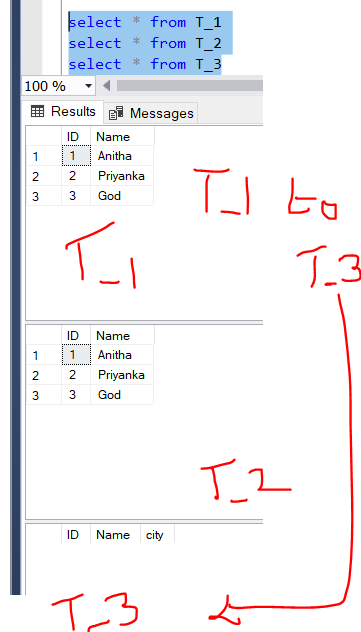 select * from T_1
select * from T_2
select * from T_3
100 %
Results Messages
ID Name
1 1 Anitha
2 2 Priyanka
3 3 God
T_1 to
T_3
T_1
ID Name
1 1 Anitha
2 2 Priyanka
3 3 God
T_2
ID Name city
T_3